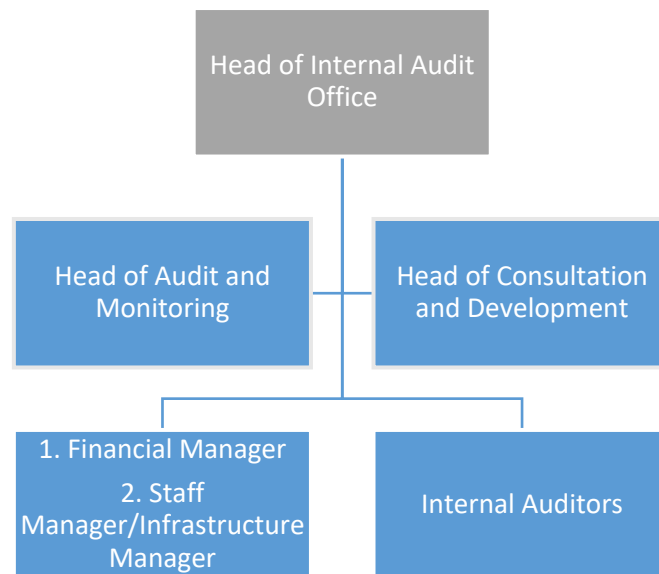 Head of Internal Audit
Office
Head of Audit and
Monitoring
Head of Consultation
and Development
1. Financial Manager
2. Staff
Manager/Infrastructure
Manager
Internal Auditors